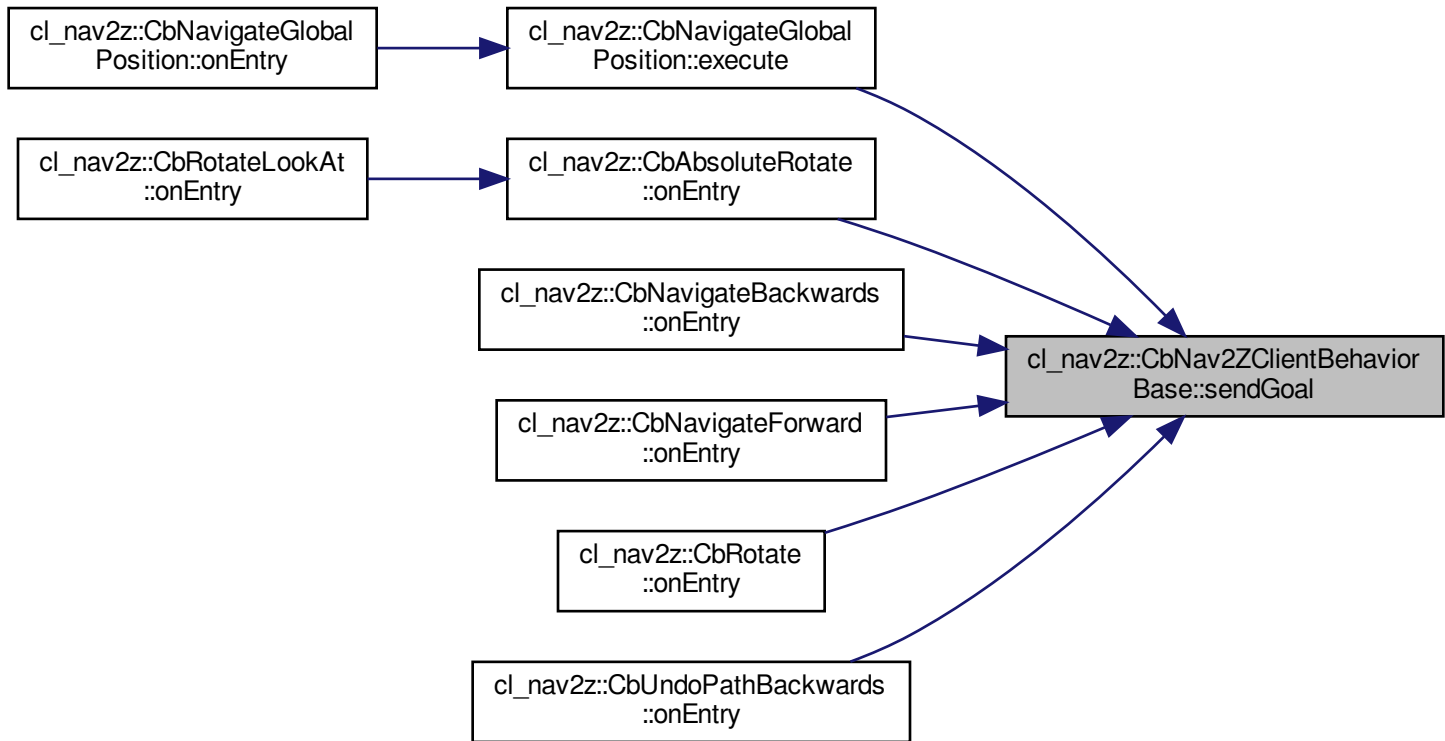 cl_nav2z::CbNavigateGlobal
Position::onEntry
cl_nav2z::CbNavigateGlobal
Position::execute
cl_nav2z::CbRotateLookAt
::onEntry
cl_nav2z::CbAbsoluteRotate
::onEntry
cl_nav2z::CbNavigateBackwards
::onEntry
cl_nav2z::CbNav2ZClientBehavior
Base::sendGoal
cl_nav2z::CbNavigateForward
::onEntry
cl_nav2z::CbRotate
::onEntry
cl_nav2z::CbUndoPathBackwards
::onEntry